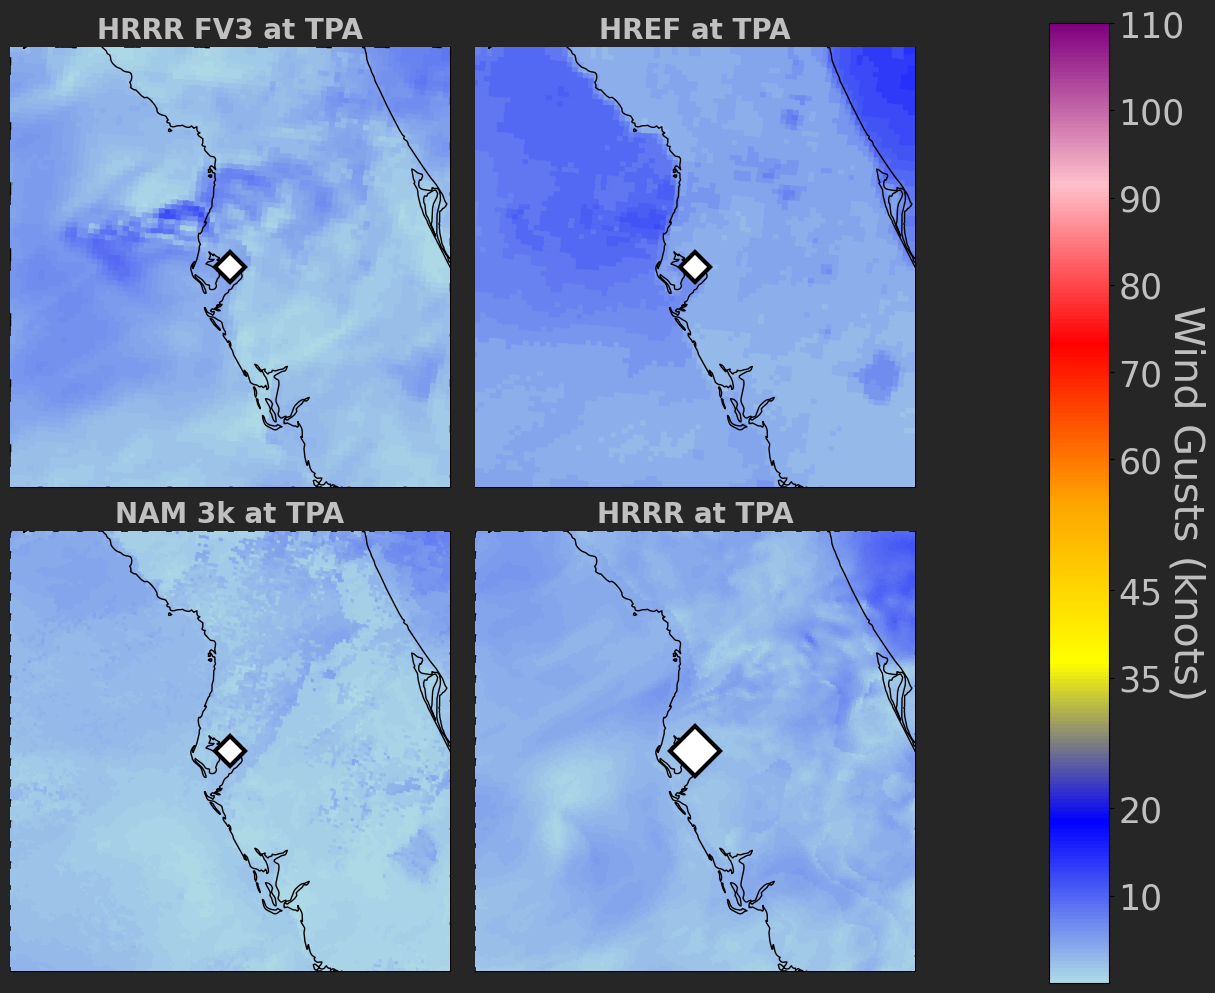 HRRR FV3 at TPA
HREF at TPA
NAM 3k at TPA
HRRR at TPA
110
100
90
80
70
60
45
35
20
10
Wind Gusts (knots)